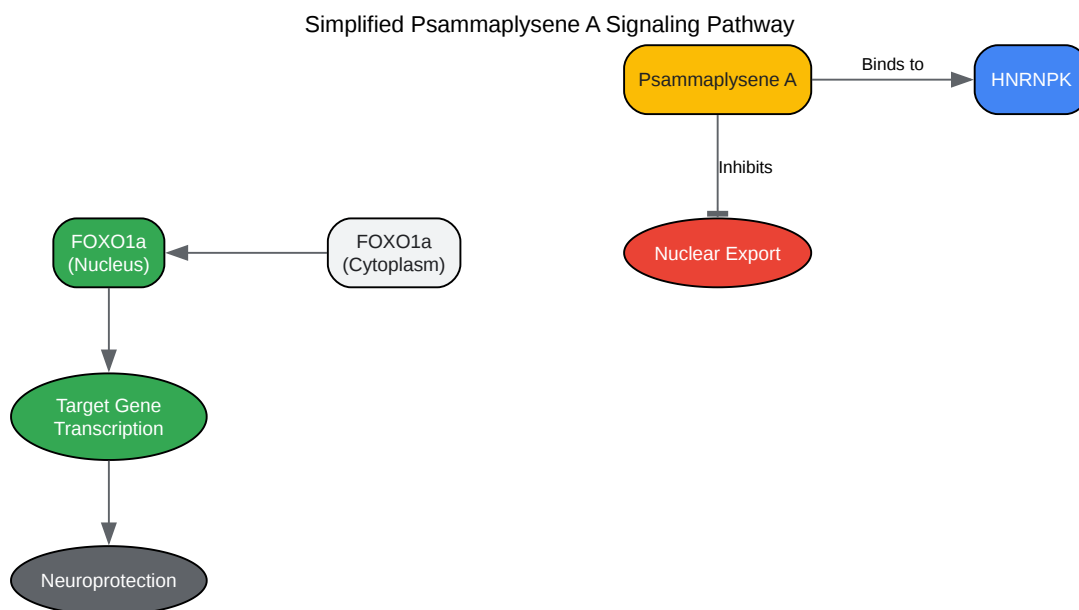 Simplified Psammaplysene A Signaling Pathway
Psammaplysene A
Binds to
HNRNPK
Inhibits
FOXO1a
(Nucleus)
FOXO1a
(Cytoplasm)
Nuclear Export
Target Gene
Transcription
Neuroprotection